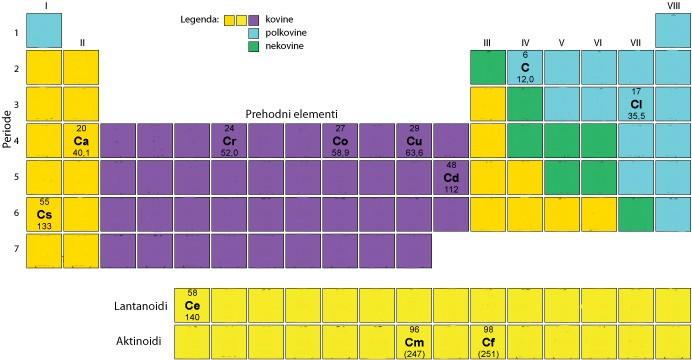 I
VIII
Legenda: kovine
polkovine
nekovine
1
II
III IV V VI VII
2
6
C
12,0
3
17
Cl
35,5
Prehodni elementi
Periode
4
20 24 27 29
Ca Cr Co Cu
40,1 52,0 58,9 63,6
5
48
Cd
112
6
55
Cs
133
7
Lantanoidi
58
Ce
140
Aktinoidi
96 98
Cm Cf
(247) (251)